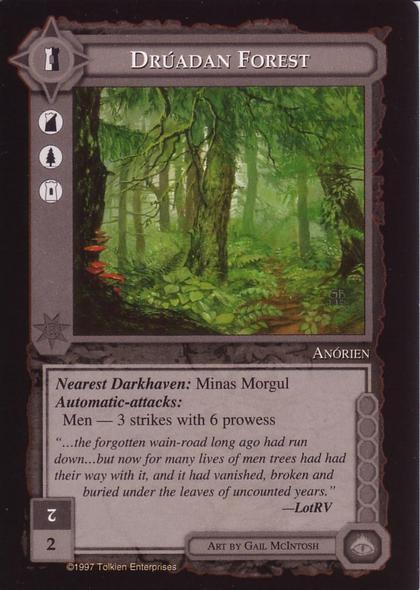 DRÚADAN FOREST
ANÓRIEN
Nearest Darkhaven: Minas Morgul
Automatic-attacks:
Men — 3 strikes with 6 prowess
“...the forgotten wain-road long ago had run
down...but now for many lives of men trees had had
their way with it, and it had vanished, broken and
buried under the leaves of uncounted years.”
—LotRV
2
2
ART BY GAIL MCINTOSH
©1997 Tolkien Enterprises